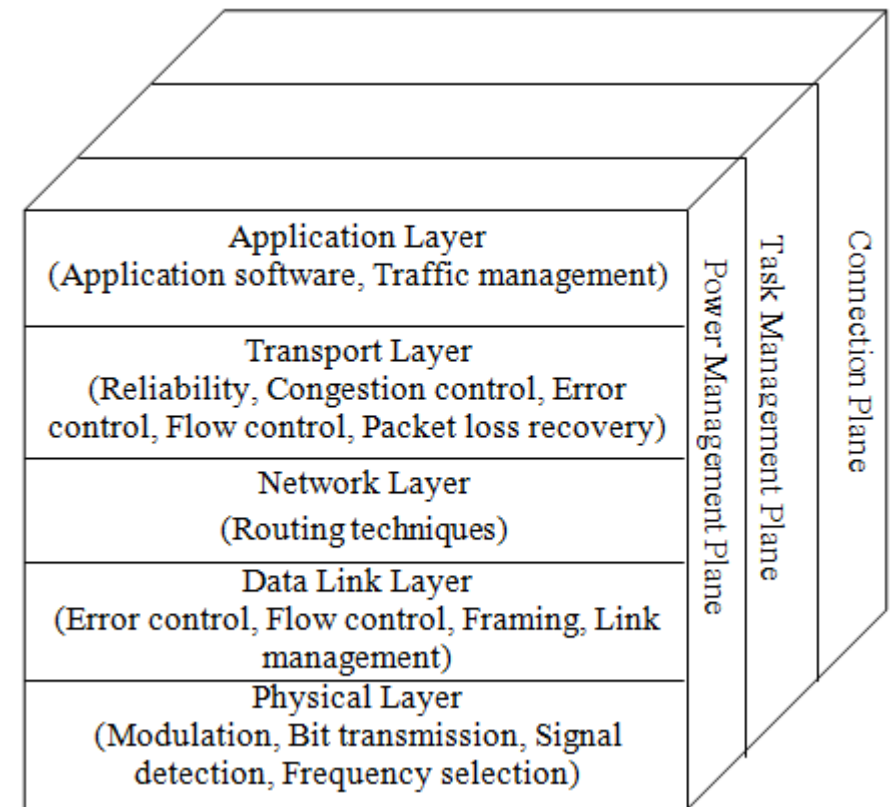 Application Layer
(Application software, Traffic management)
Transport Layer
(Reliability, Congestion control, Error
control, Flow control, Packet loss recovery)
Network Layer
(Routing techniques)
Data Link Layer
(Error control, Flow control, Framing, Link
management)
Physical Layer
(Modulation, Bit transmission, Signal
detection, Frequency selection)
Power Management Plane
Task Management Plane
Connection Plane